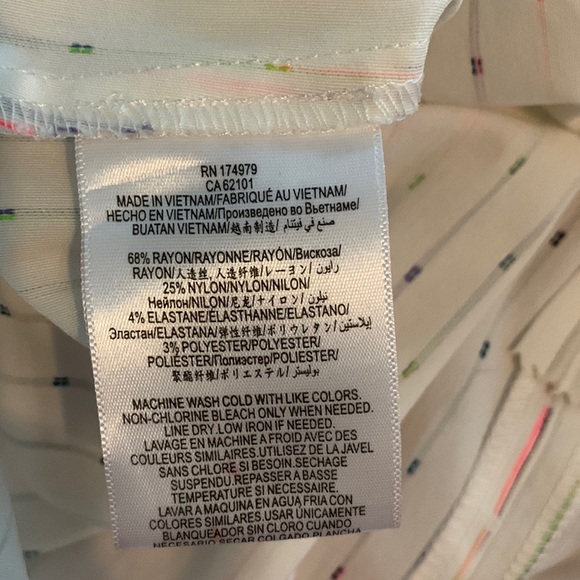 RN 174979
CA 62101
MADE IN VIETNAM/FABRIQUÉ AU VIETNAM/
HECHO EN VIETNAM/Произведено во Вьетнаме/
BUATAN VIETNAM/越南制造/ صنع في فيتنام
68% RAYON/RAYONNE/RAYÓN/Вискоза/
RAYON/人造丝, 人造纤维/レーヨン/ رايون
25% NYLON/NYLON/NILON/
Нейлон/NILON/尼龙/ナイロン/ نيلون
4% ELASTANE/ÉLASTHANNE/ELASTANO/
Эластан/ELASTANA/弹性纤维/ポリウレタン/ إيلاستين
3% POLYESTER/POLYESTER/
POLIÉSTER/Полиэстер/POLIESTER/
聚酯纤维/ポリエステル/ بوليستر
MACHINE WASH COLD WITH LIKE COLORS.
NON-CHLORINE BLEACH ONLY WHEN NEEDED.
LINE DRY.LOW IRON IF NEEDED.
LAVAGE EN MACHINE A FROID AVEC DES
COULEURS SIMILAIRES.UTILISEZ DE LA JAVEL
SANS CHLORE SI BESOIN.SECHAGE
SUSPENDU.REPASSER A BASSE
TEMPERATURE SI NECESSAIRE.
LAVAR A MAQUINA EN AGUA FRIA CON
COLORES SIMILARES.USAR ÚNICAMENTE
BLANQUEADOR SIN CLORO CUANDO
NECESARIO SECAR COLGADO PLANCHA